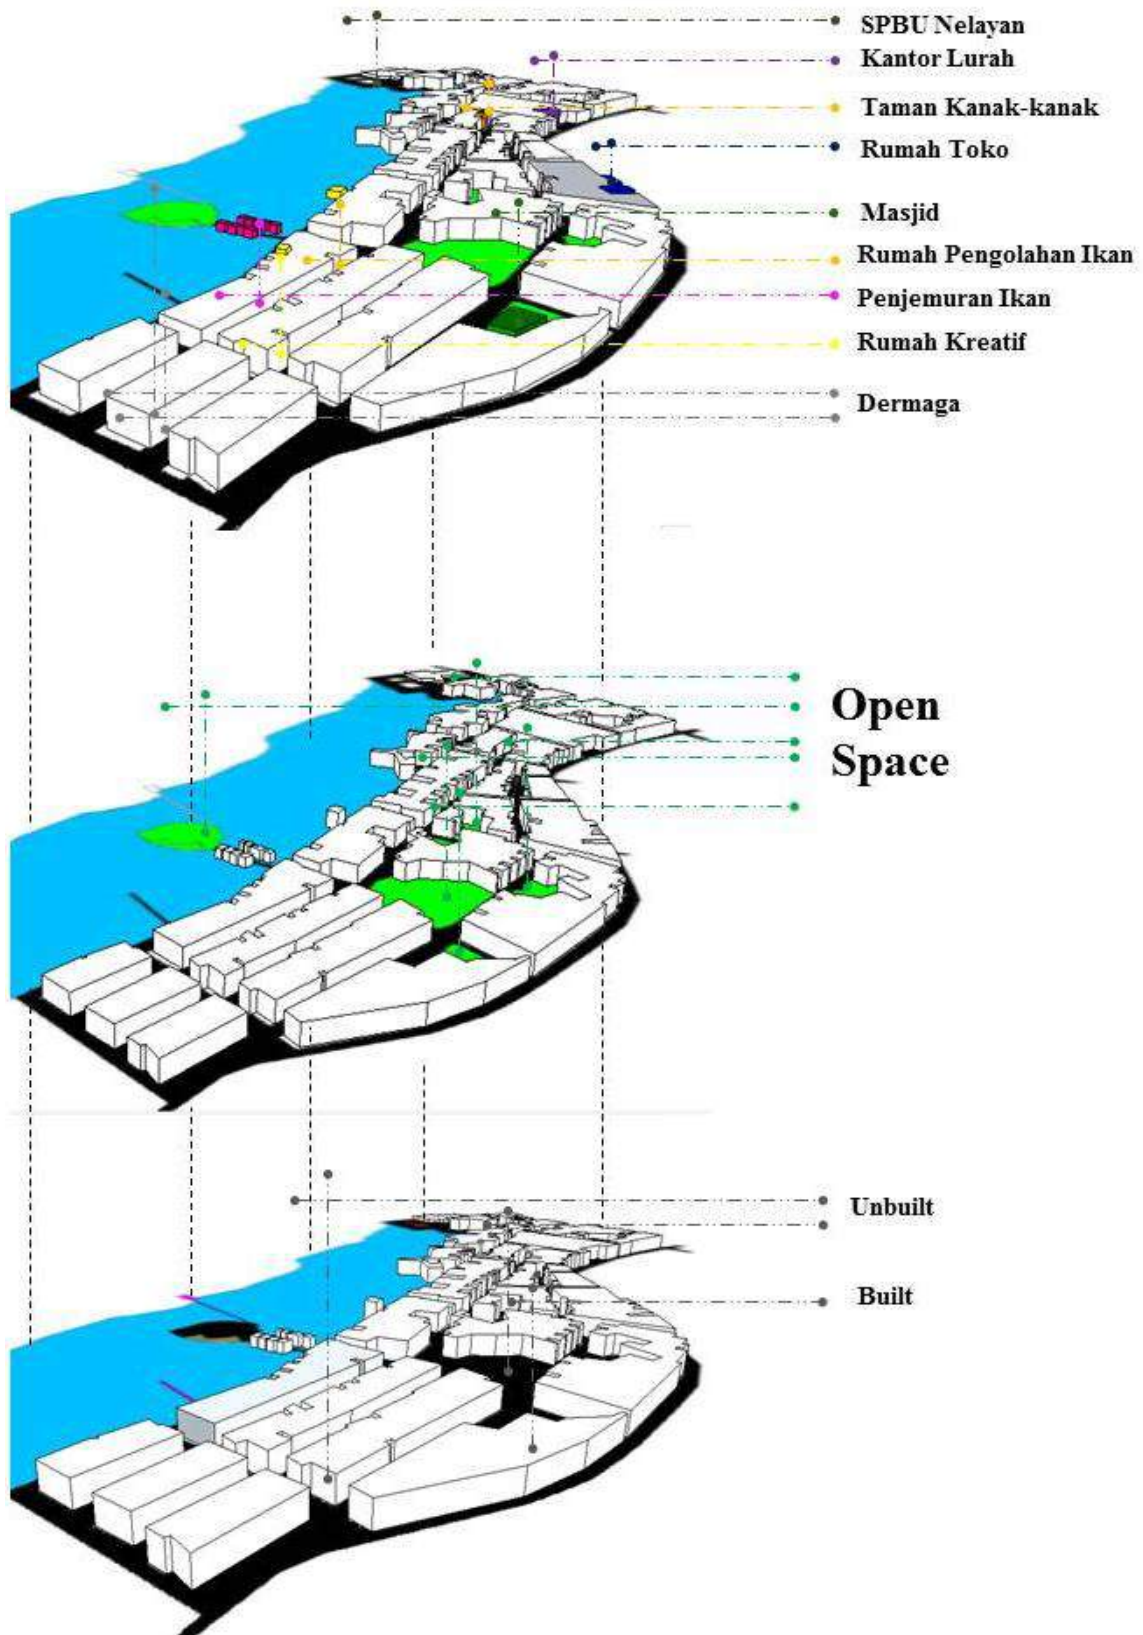 SPBU Nelayan
Kantor Lurah
Taman Kanak-kanak
Rumah Toko
Masjid
Rumah Pengolahan Ikan
Penjemuran Ikan
Rumah Kreatif
Dermaga
Open
Space
Unbuilt
Built